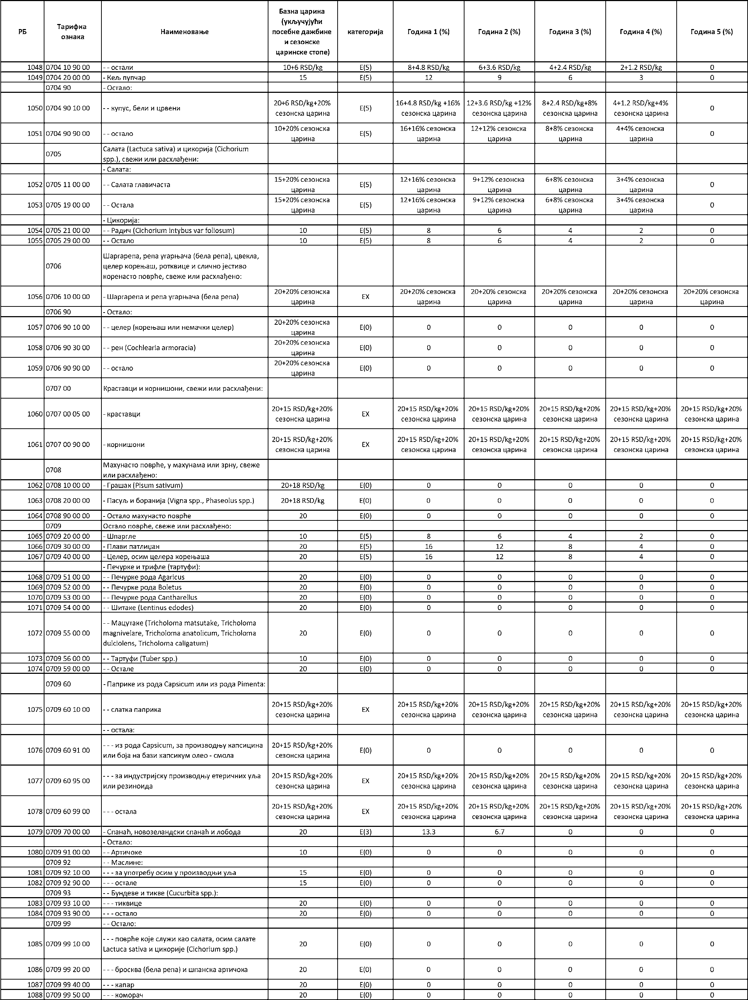 РБ Тарифна ознака Наименовање Базна царина (укључујући посебне дажбине и сезонске царинске стопе) категорија Година 1 (%) Година 2 (%) Година 3 (%) Година 4 (%) Година 5 (%)
1048 0704 10 90 00 - - остали 10+6 RSD/kg E(5) 8+4.8 RSD/kg 6+3.6 RSD/kg 4+2.4 RSD/kg 2+1.2 RSD/kg 0
1049 0704 20 00 00 - Кељ пупчар 15 E(5) 12 9 6 3 0
0704 90 - Остало:
1050 0704 90 10 00 - - купус, бели и црвени 20+6 RSD/kg+20% сезонска царина E(5) 16+4.8 RSD/kg +16% сезонска царина 12+3.6 RSD/kg +12% сезонска царина 8+2.4 RSD/kg+8% сезонска царина 4+1.2 RSD/kg+4% сезонска царина 0
1051 0704 90 90 00 - - остало 10+20% сезонска царина E(5) 16+16% сезонска царина 12+12% сезонска царина 8+8% сезонска царина 4+4% сезонска царина 0
0705 Салата (Lactuca sativa) и цикорија (Cichorium spp.), свежи или расхлађени:
- Салата:
1052 0705 11 00 00 - - Салата главичаста 15+20% сезонска царина E(5) 12+16% сезонска царина 9+12% сезонска царина 6+8% сезонска царина 3+4% сезонска царина 0
1053 0705 19 00 00 - - Остала 15+20% сезонска царина E(5) 12+16% сезонска царина 9+12% сезонска царина 6+8% сезонска царина 3+4% сезонска царина 0
- Цикорија:
1054 0705 21 00 00 - - Радич (Cichorium intybus var foliosum) 10 E(5) 8 6 4 2 0
1055 0705 29 00 00 - - Остало 10 E(5) 8 6 4 2 0
0706 Шаргарепа, репа угарњача (бела репа), цвекла, целер корењаш, ротквице и слично јестиво коренасто поврће, свеже или расхлађено:
1056 0706 10 00 00 - Шаргарепа и репа угарњача (бела репа) 20+20% сезонска царина EX 20+20% сезонска царина 20+20% сезонска царина 20+20% сезонска царина 20+20% сезонска царина 20+20% сезонска царина
0706 90 - Остало:
1057 0706 90 10 00 - - целер (корењаш или немачки целер) 20+20% сезонска царина E(0) 0 0 0 0 0
1058 0706 90 30 00 - - рен (Cochlearia armoracia) 20+20% сезонска царина E(0) 0 0 0 0 0
1059 0706 90 90 00 - - остало 20+20% сезонска царина E(0) 0 0 0 0 0
0707 00 Краставци и корнишони, свежи или расхлађени:
1060 0707 00 05 00 - краставци 20+15 RSD/kg+20% сезонска царина EX 20+15 RSD/kg+20% сезонска царина 20+15 RSD/kg+20% сезонска царина 20+15 RSD/kg+20% сезонска царина 20+15 RSD/kg+20% сезонска царина 20+15 RSD/kg+20% сезонска царина
1061 0707 00 90 00 - корнишони 20+15 RSD/kg+20% сезонска царина EX 20+15 RSD/kg+20% сезонска царина 20+15 RSD/kg+20% сезонска царина 20+15 RSD/kg+20% сезонска царина 20+15 RSD/kg+20% сезонска царина 20+15 RSD/kg+20% сезонска царина
0708 Махунасто поврће, у махунама или зрну, свеже или расхлађено:
1062 0708 10 00 00 - Грашак (Pisum sativum) 20+18 RSD/kg E(0) 0 0 0 0 0
1063 0708 20 00 00 - Пасуљ и боранија (Vigna spp., Phaseolus spp.) 20+18 RSD/kg E(0) 0 0 0 0 0
1064 0708 90 00 00 - Остало махунасто поврће 20 E(0) 0 0 0 0 0
0709 Остало поврће, свеже или расхлађено:
1065 0709 20 00 00 - Шпаргле 10 E(5) 8 6 4 2 0
1066 0709 30 00 00 - Плави патлиџан 20 E(5) 16 12 8 4 0
1067 0709 40 00 00 - Целер, осим целера корењаша 20 E(5) 16 12 8 4 0
- Печурке и трифле (тартуфи):
1068 0709 51 00 00 - - Печурке рода Agaricus 20 E(0) 0 0 0 0 0
1069 0709 52 00 00 - - Печурке рода Boletus 20 E(0) 0 0 0 0 0
1070 0709 53 00 00 - - Печурке рода Cantharellus 20 E(0) 0 0 0 0 0
1071 0709 54 00 00 - - Шитаке (Lentinus edodes) 20 E(0) 0 0 0 0 0
1072 0709 55 00 00 - - Мацутаке (Tricholoma matsutake, Tricholoma magnivelare, Tricholoma anatolicum, Tricholoma dulciolens, Tricholoma caligatum) 20 E(0) 0 0 0 0 0
1073 0709 56 00 00 - - Тартуфи (Tuber spp.) 10 E(0) 0 0 0 0 0
1074 0709 59 00 00 - - Остале 20 E(0) 0 0 0 0 0
0709 60 - Паприке из рода Capsicum или из рода Pimenta:
1075 0709 60 10 00 - - слатка паприка 20+15 RSD/kg+20% сезонска царина EX 20+15 RSD/kg+20% сезонска царина 20+15 RSD/kg+20% сезонска царина 20+15 RSD/kg+20% сезонска царина 20+15 RSD/kg+20% сезонска царина 20+15 RSD/kg+20% сезонска царина
- - остала:
1076 0709 60 91 00 - - - из рода Capsicum, за производњу капсицина или боја на бази капсикум олео - смола 20+15 RSD/kg+20% сезонска царина E(0) 0 0 0 0 0
1077 0709 60 95 00 - - - за индустријску производњу етеричних уља или резиноида 20+15 RSD/kg+20% сезонска царина EX 20+15 RSD/kg+20% сезонска царина 20+15 RSD/kg+20% сезонска царина 20+15 RSD/kg+20% сезонска царина 20+15 RSD/kg+20% сезонска царина 20+15 RSD/kg+20% сезонска царина
1078 0709 60 99 00 - - - остала 20+15 RSD/kg+20% сезонска царина EX 20+15 RSD/kg+20% сезонска царина 20+15 RSD/kg+20% сезонска царина 20+15 RSD/kg+20% сезонска царина 20+15 RSD/kg+20% сезонска царина 20+15 RSD/kg+20% сезонска царина
1079 0709 70 00 00 - Спанаћ, новозеландски спанаћ и лобода 20 E(3) 13.3 6.7 0 0 0
- Остало:
1080 0709 91 00 00 - - Артичоке 10 E(0) 0 0 0 0 0
0709 92 - - Маслине:
1081 0709 92 10 00 - - - за употребу осим у производњи уља 15 E(0) 0 0 0 0 0
1082 0709 92 90 00 - - - остале 15 E(0) 0 0 0 0 0
0709 93 - - Бундеве и тикве (Cucurbita spp.):
1083 0709 93 10 00 - - - тиквице 20 E(0) 0 0 0 0 0
1084 0709 93 90 00 - - - остало 20 E(0) 0 0 0 0 0
0709 99 - - Остало:
1085 0709 99 10 00 - - - поврће које служи као салата, осим салате Lactuca sativa и цикорије (Cichorium spp.) 20 E(0) 0 0 0 0 0
1086 0709 99 20 00 - - - бросква (бела репа) и шпанска артичока 20 E(0) 0 0 0 0 0
1087 0709 99 40 00 - - - капар 20 E(0) 0 0 0 0 0
1088 0709 99 50 00 - - - коморач 20 E(0) 0 0 0 0 0